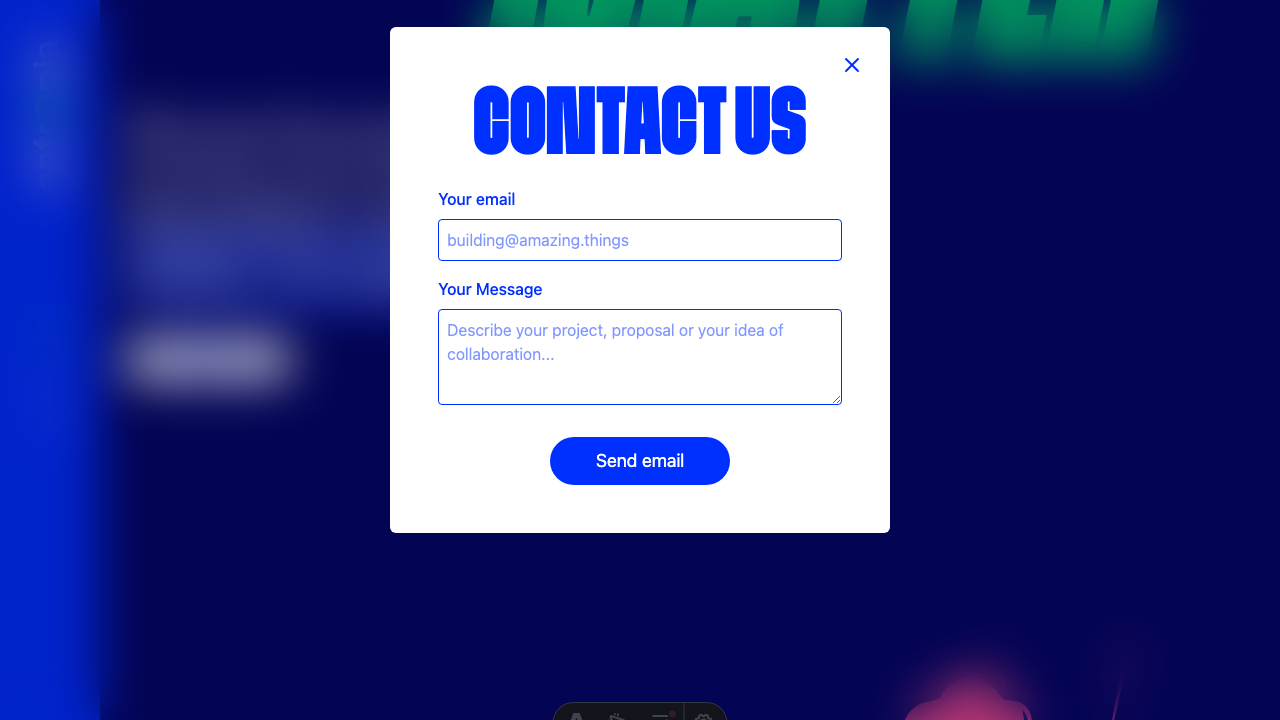 CONTACT US
Your email
building@amazing.things
Your Message
Describe your project, proposal or your idea of
collaboration...
Send email